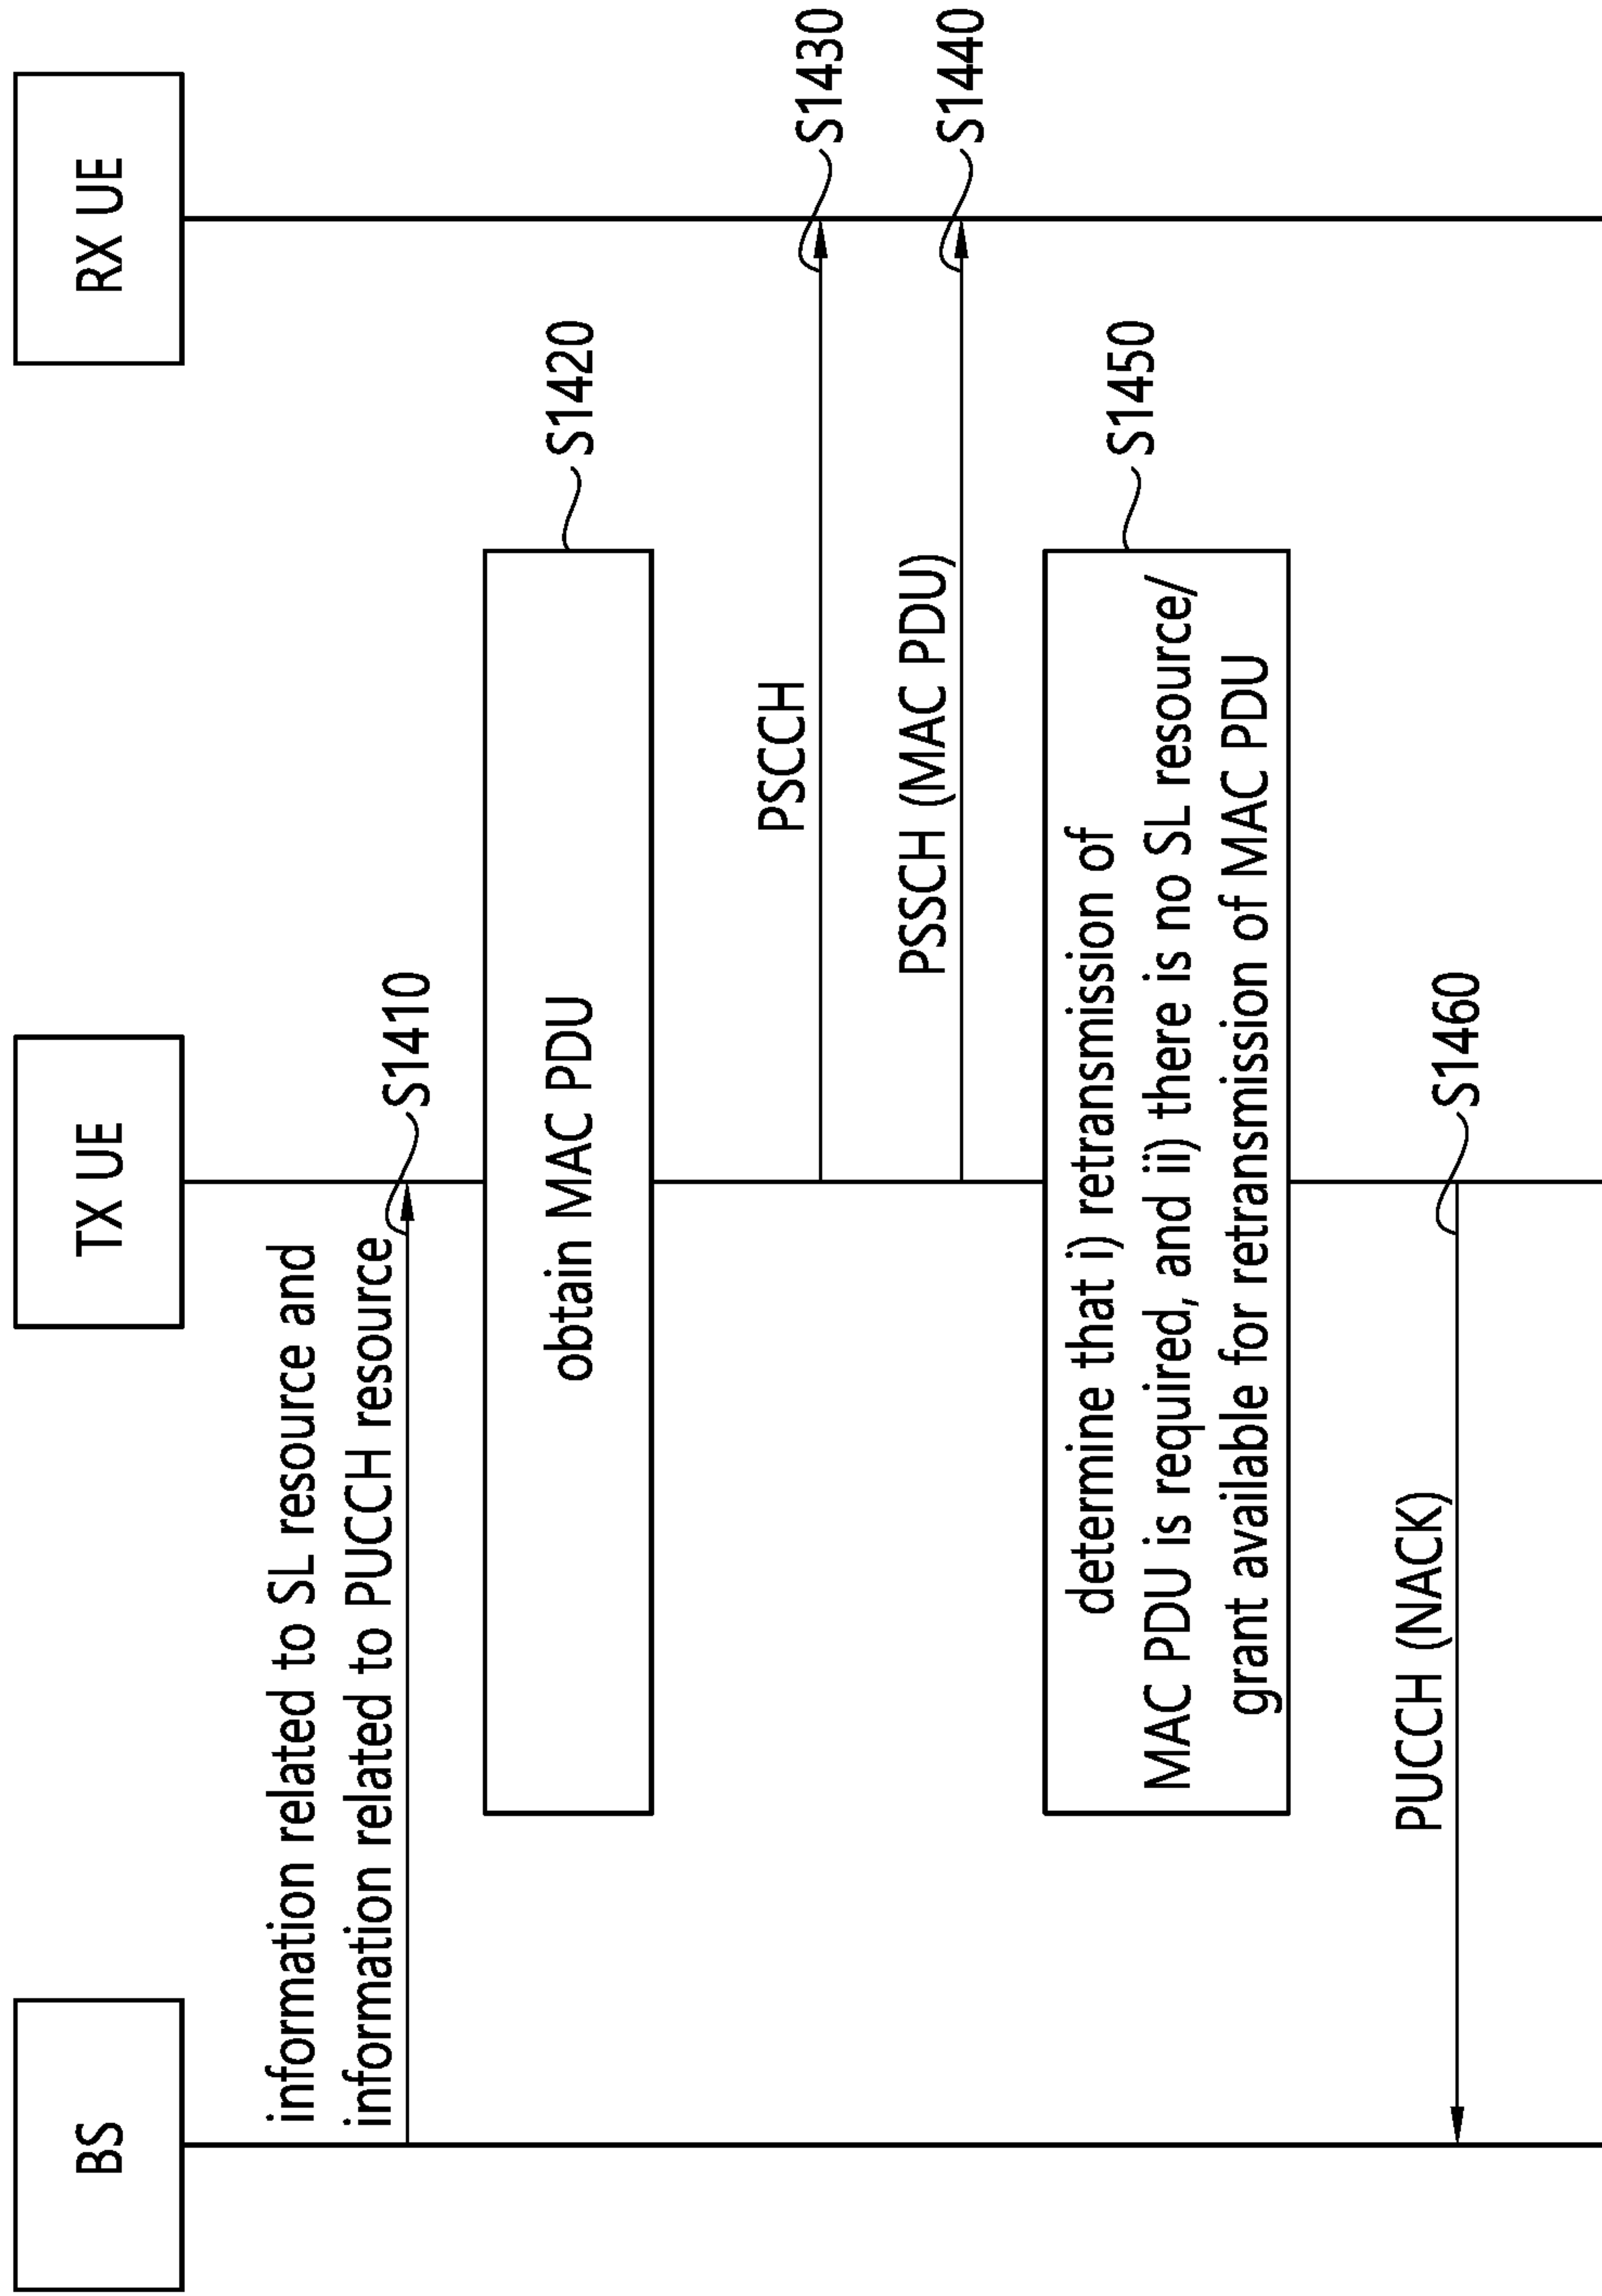 BS
TX UE
RX UE
information related to SL resource and
information related to PUCCH resource
S1410
obtain MAC PDU
S1420
PSCCH
S1430
PSSCH (MAC PDU)
S1440
determine that i) retransmission of
MAC PDU is required, and ii) there is no SL resource/
grant available for retransmission of MAC PDU
S1450
PUCCH (NACK)
S1460